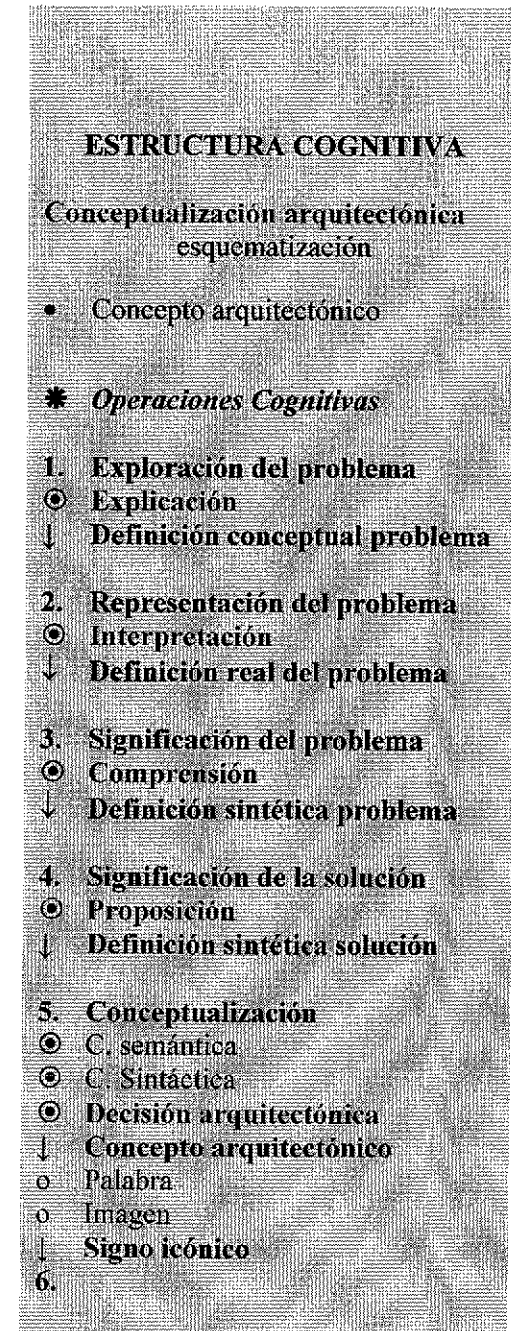 ESTRUCTURA COGNITIVA
Conceptualización arquitectónica
esquematización
• Concepto arquitectónico
✱ Operaciones Cognitivas
1. Exploración del problema
⦿ Explicación
↓ Definición conceptual problema
2. Representación del problema
⦿ Interpretación
↓ Definición real del problema
3. Significación del problema
⦿ Comprensión
↓ Definición sintética problema
4. Significación de la solución
⦿ Proposición
↓ Definición sintética solución
5. Conceptualización
⦿ C. semántica
⦿ C. Sintáctica
⦿ Decisión arquitectónica
↓ Concepto arquitectónico
o Palabra
o Imagen
↓ Signo icónico
6.